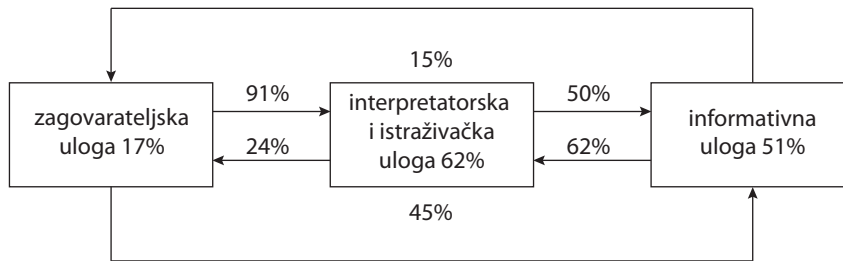 15%
zagovarateljska
uloga 17%
91%
24%
interpretatorska
i istraživačka
uloga 62%
50%
62%
informativna
uloga 51%
45%